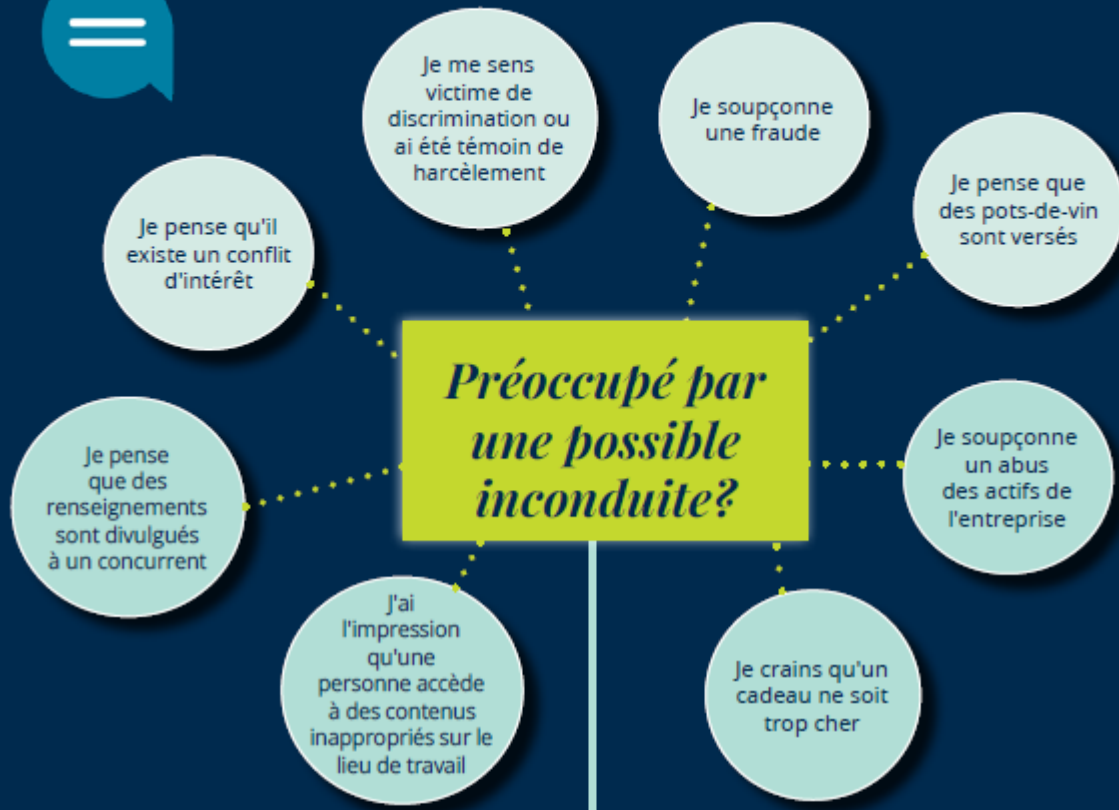 Je me sens
victime de
discrimination ou
ai été témoin de
harcèlement
Je soupçonne
une fraude
Je pense que
des pots-de-vin
sont versés
Je pense qu'il
existe un conflit
d'intérêt
Préoccupé par
une possible
inconduite?
Je soupçonne
un abus
des actifs de
l'entreprise
Je pense
que des
renseignements
sont divulgués
à un concurrent
J'ai
l'impression
qu'une
personne accède
à des contenus
inappropriés sur le
lieu de travail
Je crains qu'un
cadeau ne soit
trop cher